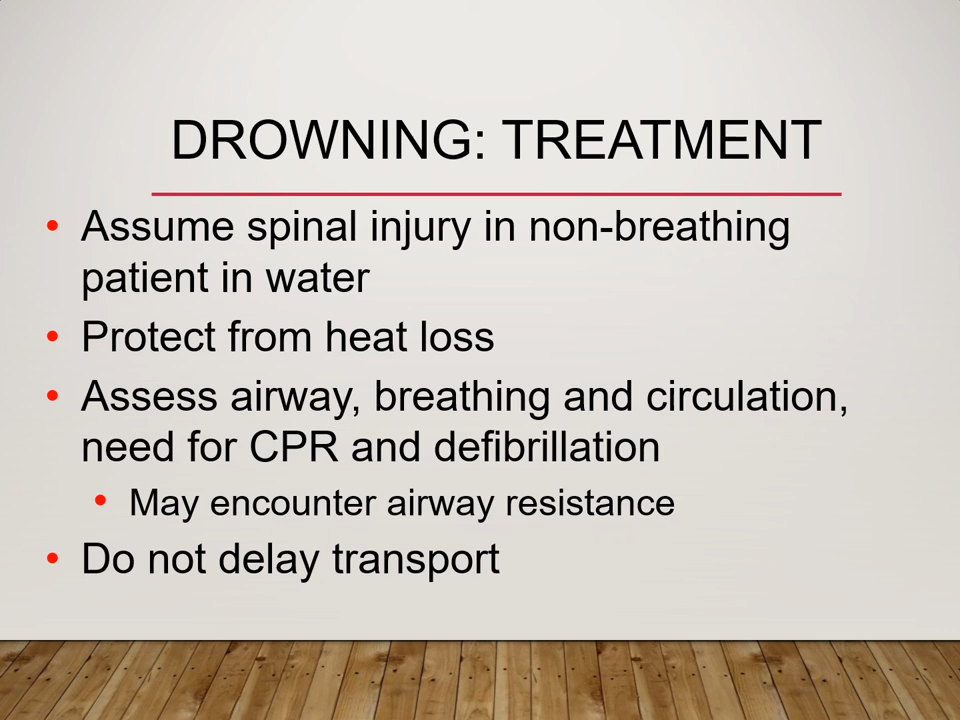 DROWNING: TREATMENT
• Assume spinal injury in non-breathing
patient in water
• Protect from heat loss
• Assess airway, breathing and circulation,
need for CPR and defibrillation
• May encounter airway resistance
• Do not delay transport